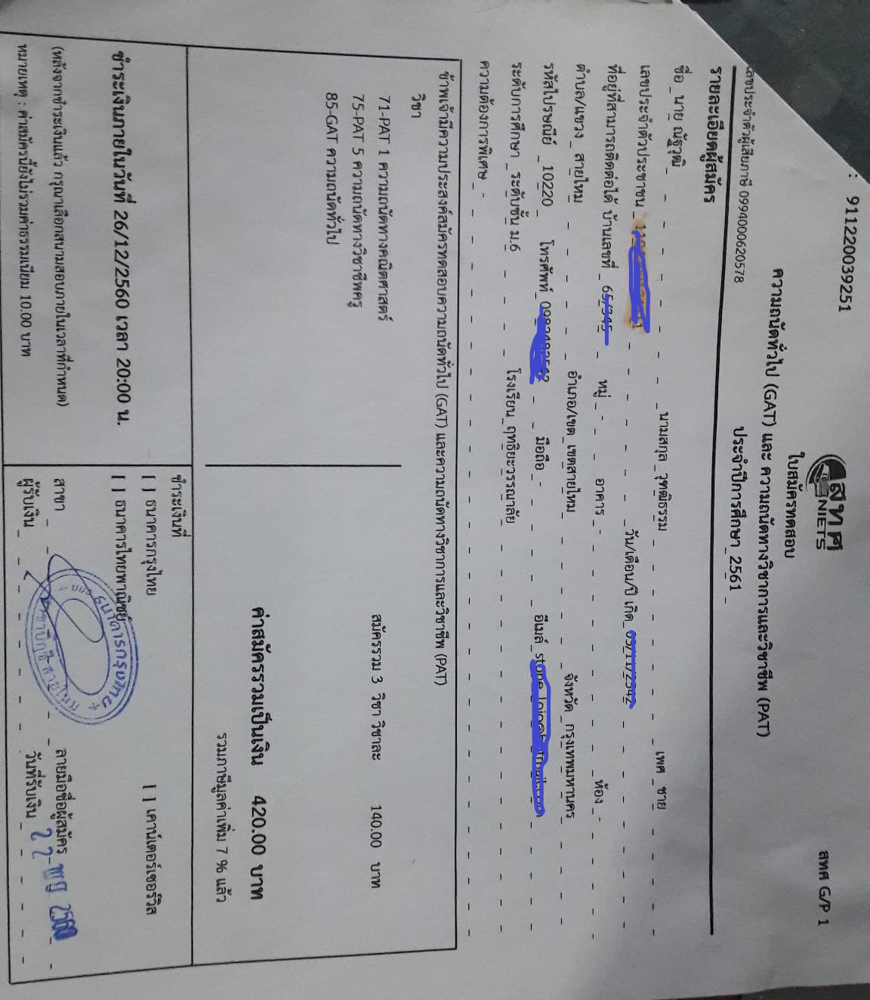 : 911220039251
สทศ G/P 1
สทศ
NIETS
ใบสมัครทดสอบ
ความถนัดทั่วไป (GAT) และ ความถนัดทางวิชาการและวิชาชีพ (PAT)
ประจำปีการศึกษา 2561
เลขประจำตัวผู้เสียภาษี 0994000620578
รายละเอียดผู้สมัคร
ชื่อ นาย ณัฐวุฒิ นามสกุล วุฑฒิธรรม เพศ ชาย
เลขประจำตัวประชาชน วัน/เดือน/ปี เกิด
ที่อยู่ที่สามารถติดต่อได้ บ้านเลขที่ หมู่ - อาคาร - ห้อง -
ตำบล/แขวง สายไหม อำเภอ/เขต เขตสายไหม จังหวัด กรุงเทพมหานคร
รหัสไปรษณีย์ 10220 โทรศัพท์ มือถือ - อีเมล์
ระดับการศึกษา ระดับชั้น ม.6 โรงเรียน ฤทธิยะวรรณาลัย
ความต้องการพิเศษ -
ข้าพเจ้ามีความประสงค์สมัครทดสอบความถนัดทั่วไป (GAT) และความถนัดทางวิชาการและวิชาชีพ (PAT)
วิชา
71-PAT 1 ความถนัดทางคณิตศาสตร์
75-PAT 5 ความถนัดทางวิชาชีพครู
85-GAT ความถนัดทั่วไป
สมัครรวม 3 วิชา วิชาละ 140.00 บาท
ค่าสมัครรวมเป็นเงิน 420.00 บาท
รวมภาษีมูลค่าเพิ่ม 7 % แล้ว
ชำระเงินภายในวันที่ 26/12/2560 เวลา 20:00 น.
(หลังจากชำระเงินแล้ว กรุณาเลือกสนามสอบภายในเวลาที่กำหนด)
หมายเหตุ : ค่าสมัครนี้ยังไม่รวมค่าธรรมเนียม 10.00 บาท
ชำระเงินที่
[ ] ธนาคารกรุงไทย [ ] เคาน์เตอร์เซอร์วิส
[ ] ธนาคารไทยพาณิชย์
สาขา ลายมือชื่อผู้สมัคร
ผู้รับเงิน วันที่รับเงิน 22 พย 2560
ธนาคารกรุงไทย